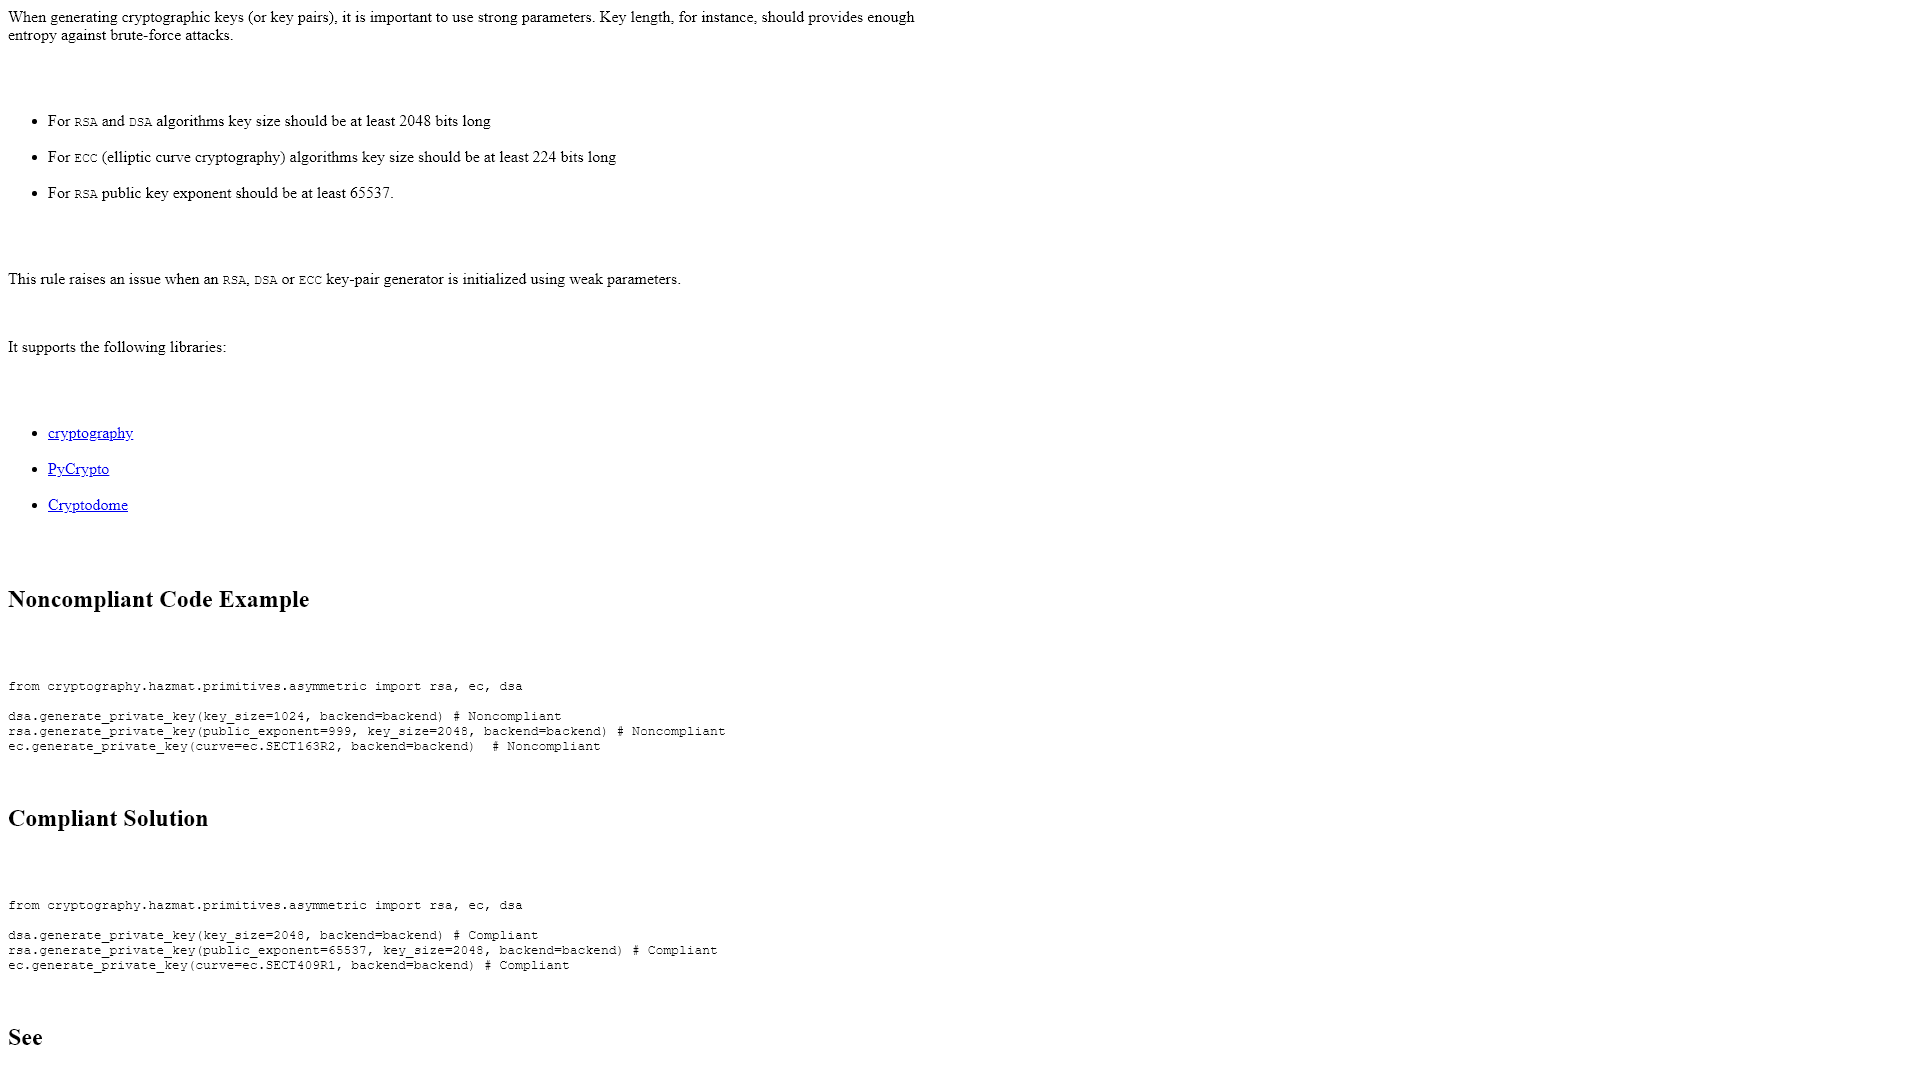 When generating cryptographic keys (or key pairs), it is important to use strong parameters. Key length, for instance, should provides enough
entropy against brute-force attacks.
• For RSA and DSA algorithms key size should be at least 2048 bits long
• For ECC (elliptic curve cryptography) algorithms key size should be at least 224 bits long
• For RSA public key exponent should be at least 65537.
This rule raises an issue when an RSA, DSA or ECC key-pair generator is initialized using weak parameters.
It supports the following libraries:
• cryptography
• PyCrypto
• Cryptodome
Noncompliant Code Example
from cryptography.hazmat.primitives.asymmetric import rsa, ec, dsa
dsa.generate_private_key(key_size=1024, backend=backend) # Noncompliant
rsa.generate_private_key(public_exponent=999, key_size=2048, backend=backend) # Noncompliant
ec.generate_private_key(curve=ec.SECT163R2, backend=backend)  # Noncompliant
Compliant Solution
from cryptography.hazmat.primitives.asymmetric import rsa, ec, dsa
dsa.generate_private_key(key_size=2048, backend=backend) # Compliant
rsa.generate_private_key(public_exponent=65537, key_size=2048, backend=backend) # Compliant
ec.generate_private_key(curve=ec.SECT409R1, backend=backend) # Compliant
See